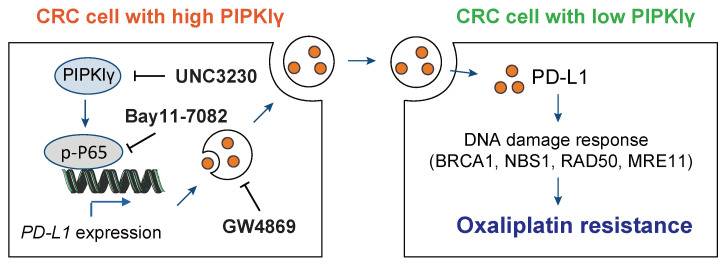 CRC cell with high PIPKIγ
CRC cell with low PIPKIγ
PIPKIγ
UNC3230
Bay11-7082
p-P65
GW4869
PD-L1 expression
PD-L1
DNA damage response
(BRCA1, NBS1, RAD50, MRE11)
Oxaliplatin resistance